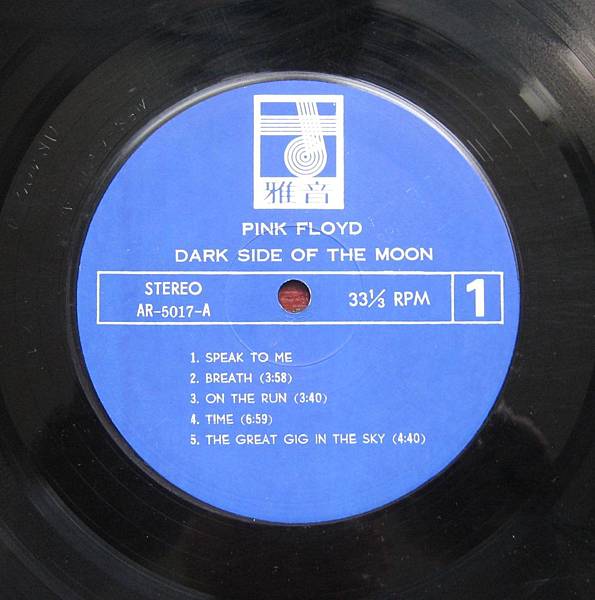 雅音
PINK FLOYD
DARK SIDE OF THE MOON
STEREO
AR-5017-A
33⅓ RPM
1
1. SPEAK TO ME
2. BREATH (3:58)
3. ON THE RUN (3:40)
4. TIME (6:59)
5. THE GREAT GIG IN THE SKY (4:40)